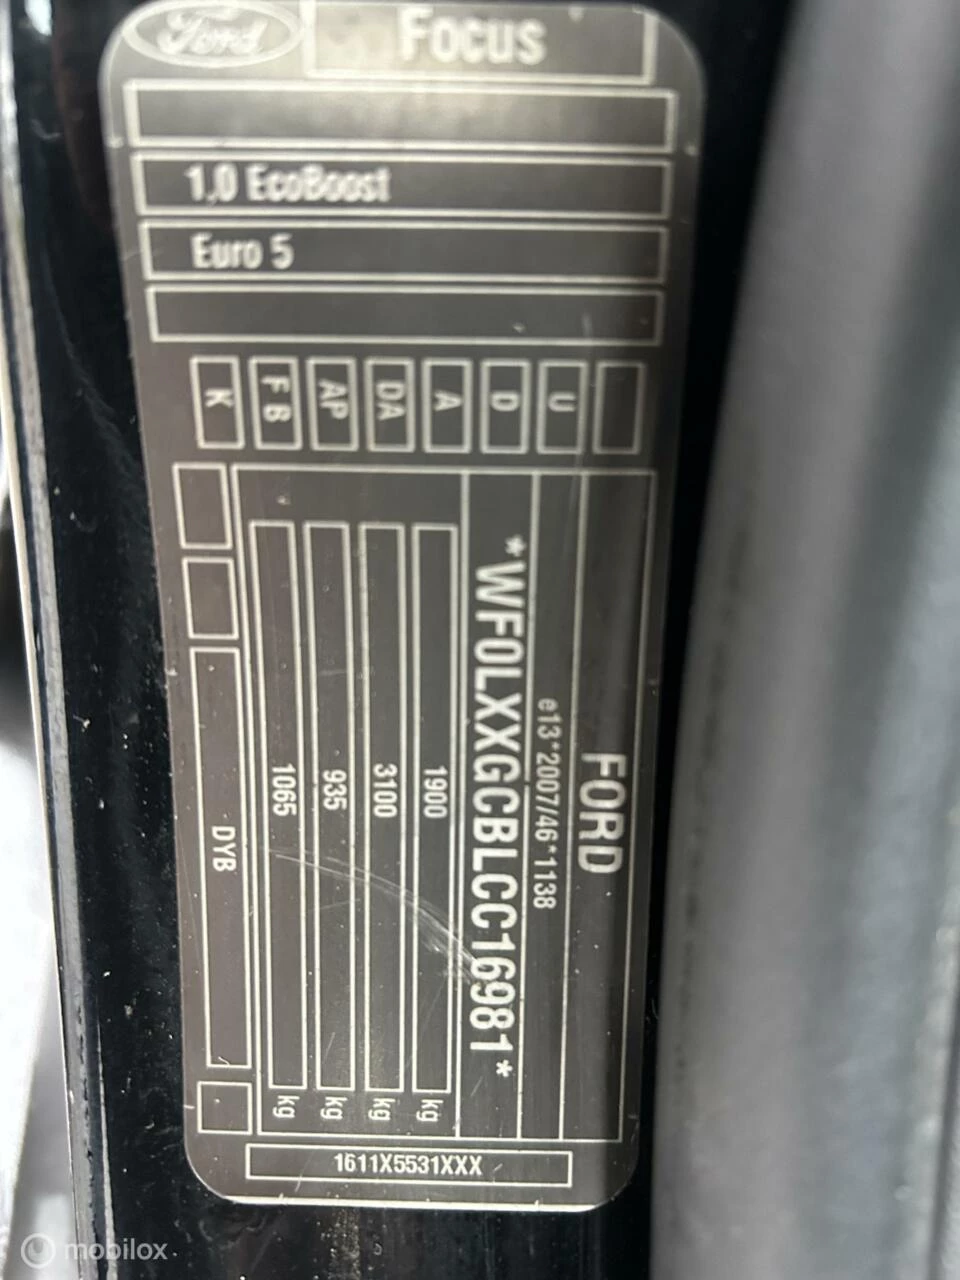 Ford
Focus
1,0 EcoBoost
Euro 5
K
F B
AP
DA
A
D
U
FORD
e13*2007/46*1138
*WF0LXXGCBLCC16981*
1900 kg
3100 kg
935 kg
1065 kg
DYB
1611X5531XXX
mobilox